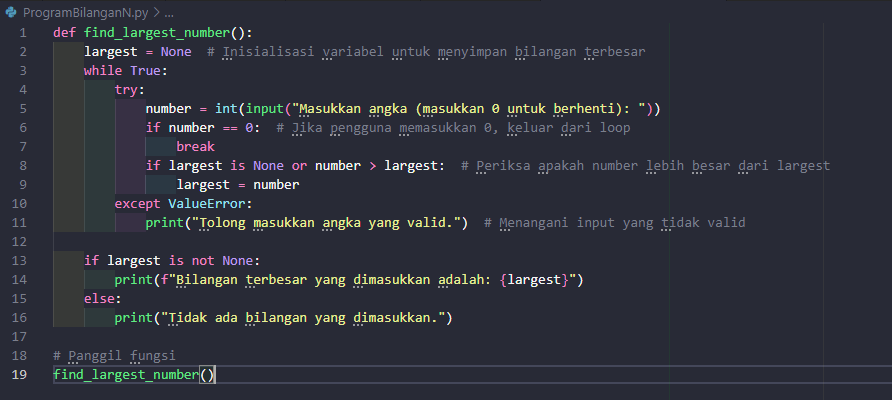 ProgramBilanganN.py > ...
1 def find_largest_number():
2     largest = None  # Inisialisasi variabel untuk menyimpan bilangan terbesar
3     while True:
4         try:
5             number = int(input("Masukkan angka (masukkan 0 untuk berhenti): "))
6             if number == 0:  # Jika pengguna memasukkan 0, keluar dari loop
7                 break
8             if largest is None or number > largest:  # Periksa apakah number lebih besar dari largest
9                 largest = number
10         except ValueError:
11             print("Tolong masukkan angka yang valid.")  # Menangani input yang tidak valid
12
13     if largest is not None:
14         print(f"Bilangan terbesar yang dimasukkan adalah: {largest}")
15     else:
16         print("Tidak ada bilangan yang dimasukkan.")
17
18 # Panggil fungsi
19 find_largest_number()